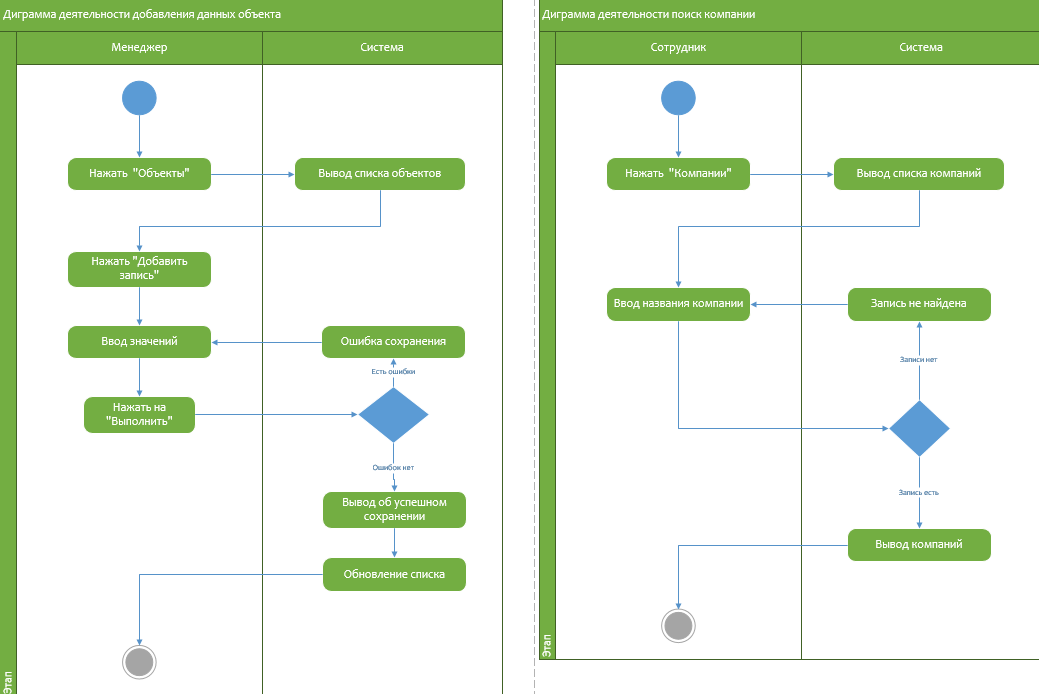 Диграмма деятельности добавления данных объекта
Менеджер
Система
Нажать "Объекты"
Вывод списка объектов
Нажать "Добавить
запись"
Ввод значений
Ошибка сохранения
Есть ошибки
Нажать на
"Выполнить"
Ошибок нет
Вывод об успешном
сохранении
Обновление списка
Этап
Диграмма деятельности поиск компании
Сотрудник
Система
Нажать "Компании"
Вывод списка компаний
Ввод названия компании
Запись не найдена
Записи нет
Запись есть
Вывод компаний
Этап